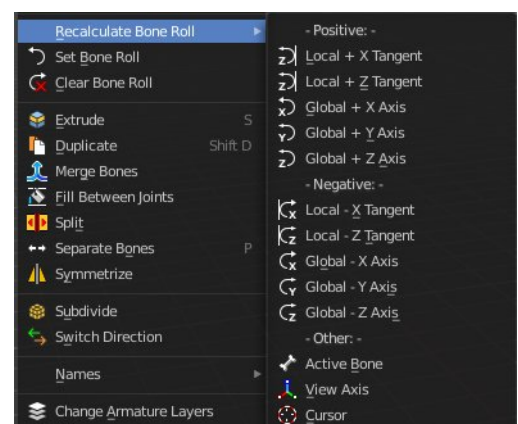 Recalculate Bone Roll
Set Bone Roll
Clear Bone Roll
Extrude S
Duplicate Shift D
Merge Bones
Fill Between Joints
Split
Separate Bones P
Symmetrize
Subdivide
Switch Direction
Names
Change Armature Layers
- Positive: -
Z Local + X Tangent
Z Local + Z Tangent
X Global + X Axis
Y Global + Y Axis
Z Global + Z Axis
- Negative: -
X Local - X Tangent
Z Local - Z Tangent
X Global - X Axis
Y Global - Y Axis
Z Global - Z Axis
- Other: -
Active Bone
View Axis
Cursor